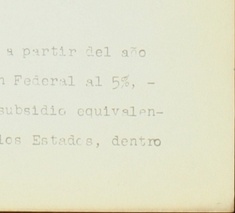 a partir del año
n Federal al 5%, -
subsidio equivalen-
los Estados, dentro